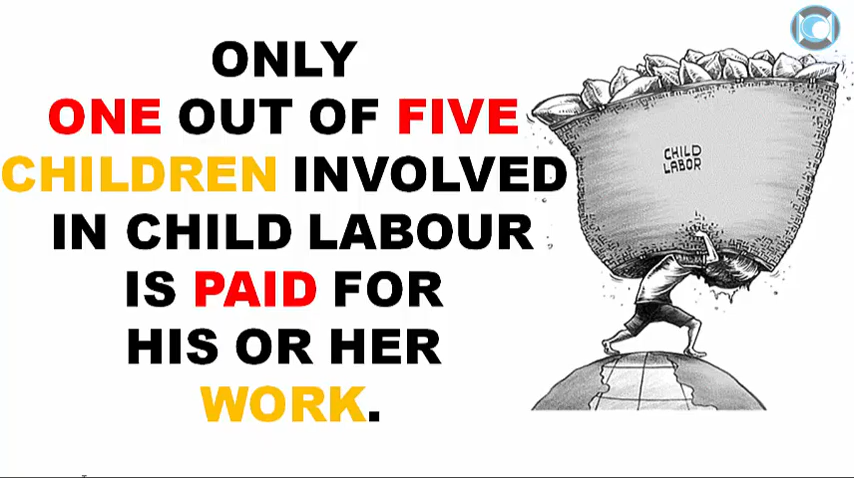 ONLY
ONE OUT OF FIVE
CHILDREN INVOLVED
IN CHILD LABOUR
IS PAID FOR
HIS OR HER
WORK.
CHILD
LABOR